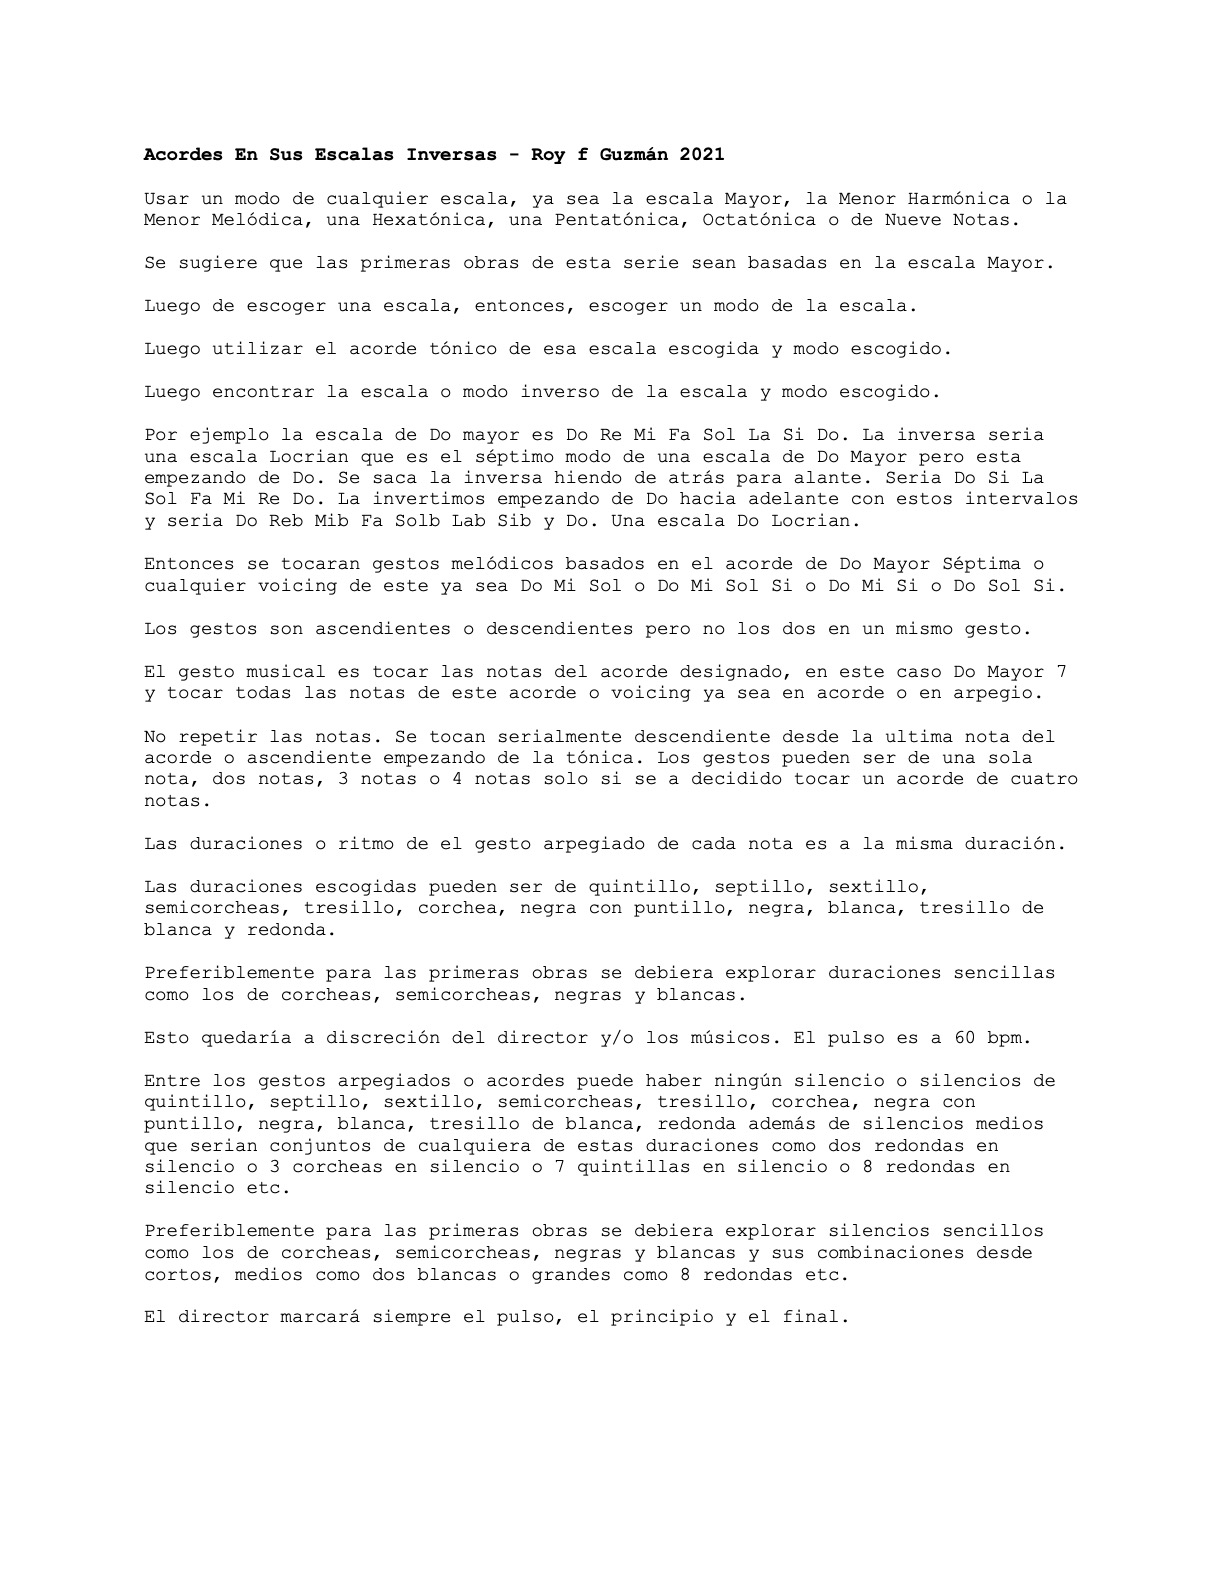 Acordes En Sus Escalas Inversas - Roy f Guzmán 2021
Usar un modo de cualquier escala, ya sea la escala Mayor, la Menor Harmónica o la
Menor Melódica, una Hexatónica, una Pentatónica, Octatónica o de Nueve Notas.
Se sugiere que las primeras obras de esta serie sean basadas en la escala Mayor.
Luego de escoger una escala, entonces, escoger un modo de la escala.
Luego utilizar el acorde tónico de esa escala escogida y modo escogido.
Luego encontrar la escala o modo inverso de la escala y modo escogido.
Por ejemplo la escala de Do mayor es Do Re Mi Fa Sol La Si Do. La inversa seria
una escala Locrian que es el séptimo modo de una escala de Do Mayor pero esta
empezando de Do. Se saca la inversa hiendo de atrás para alante. Seria Do Si La
Sol Fa Mi Re Do. La invertimos empezando de Do hacia adelante con estos intervalos
y seria Do Reb Mib Fa Solb Lab Sib y Do. Una escala Do Locrian.
Entonces se tocaran gestos melódicos basados en el acorde de Do Mayor Séptima o
cualquier voicing de este ya sea Do Mi Sol o Do Mi Sol Si o Do Mi Si o Do Sol Si.
Los gestos son ascendientes o descendientes pero no los dos en un mismo gesto.
El gesto musical es tocar las notas del acorde designado, en este caso Do Mayor 7
y tocar todas las notas de este acorde o voicing ya sea en acorde o en arpegio.
No repetir las notas. Se tocan serialmente descendiente desde la ultima nota del
acorde o ascendiente empezando de la tónica. Los gestos pueden ser de una sola
nota, dos notas, 3 notas o 4 notas solo si se a decidido tocar un acorde de cuatro
notas.
Las duraciones o ritmo de el gesto arpegiado de cada nota es a la misma duración.
Las duraciones escogidas pueden ser de quintillo, septillo, sextillo,
semicorcheas, tresillo, corchea, negra con puntillo, negra, blanca, tresillo de
blanca y redonda.
Preferiblemente para las primeras obras se debiera explorar duraciones sencillas
como los de corcheas, semicorcheas, negras y blancas.
Esto quedaría a discreción del director y/o los músicos. El pulso es a 60 bpm.
Entre los gestos arpegiados o acordes puede haber ningún silencio o silencios de
quintillo, septillo, sextillo, semicorcheas, tresillo, corchea, negra con
puntillo, negra, blanca, tresillo de blanca, redonda además de silencios medios
que serian conjuntos de cualquiera de estas duraciones como dos redondas en
silencio o 3 corcheas en silencio o 7 quintillas en silencio o 8 redondas en
silencio etc.
Preferiblemente para las primeras obras se debiera explorar silencios sencillos
como los de corcheas, semicorcheas, negras y blancas y sus combinaciones desde
cortos, medios como dos blancas o grandes como 8 redondas etc.
El director marcará siempre el pulso, el principio y el final.